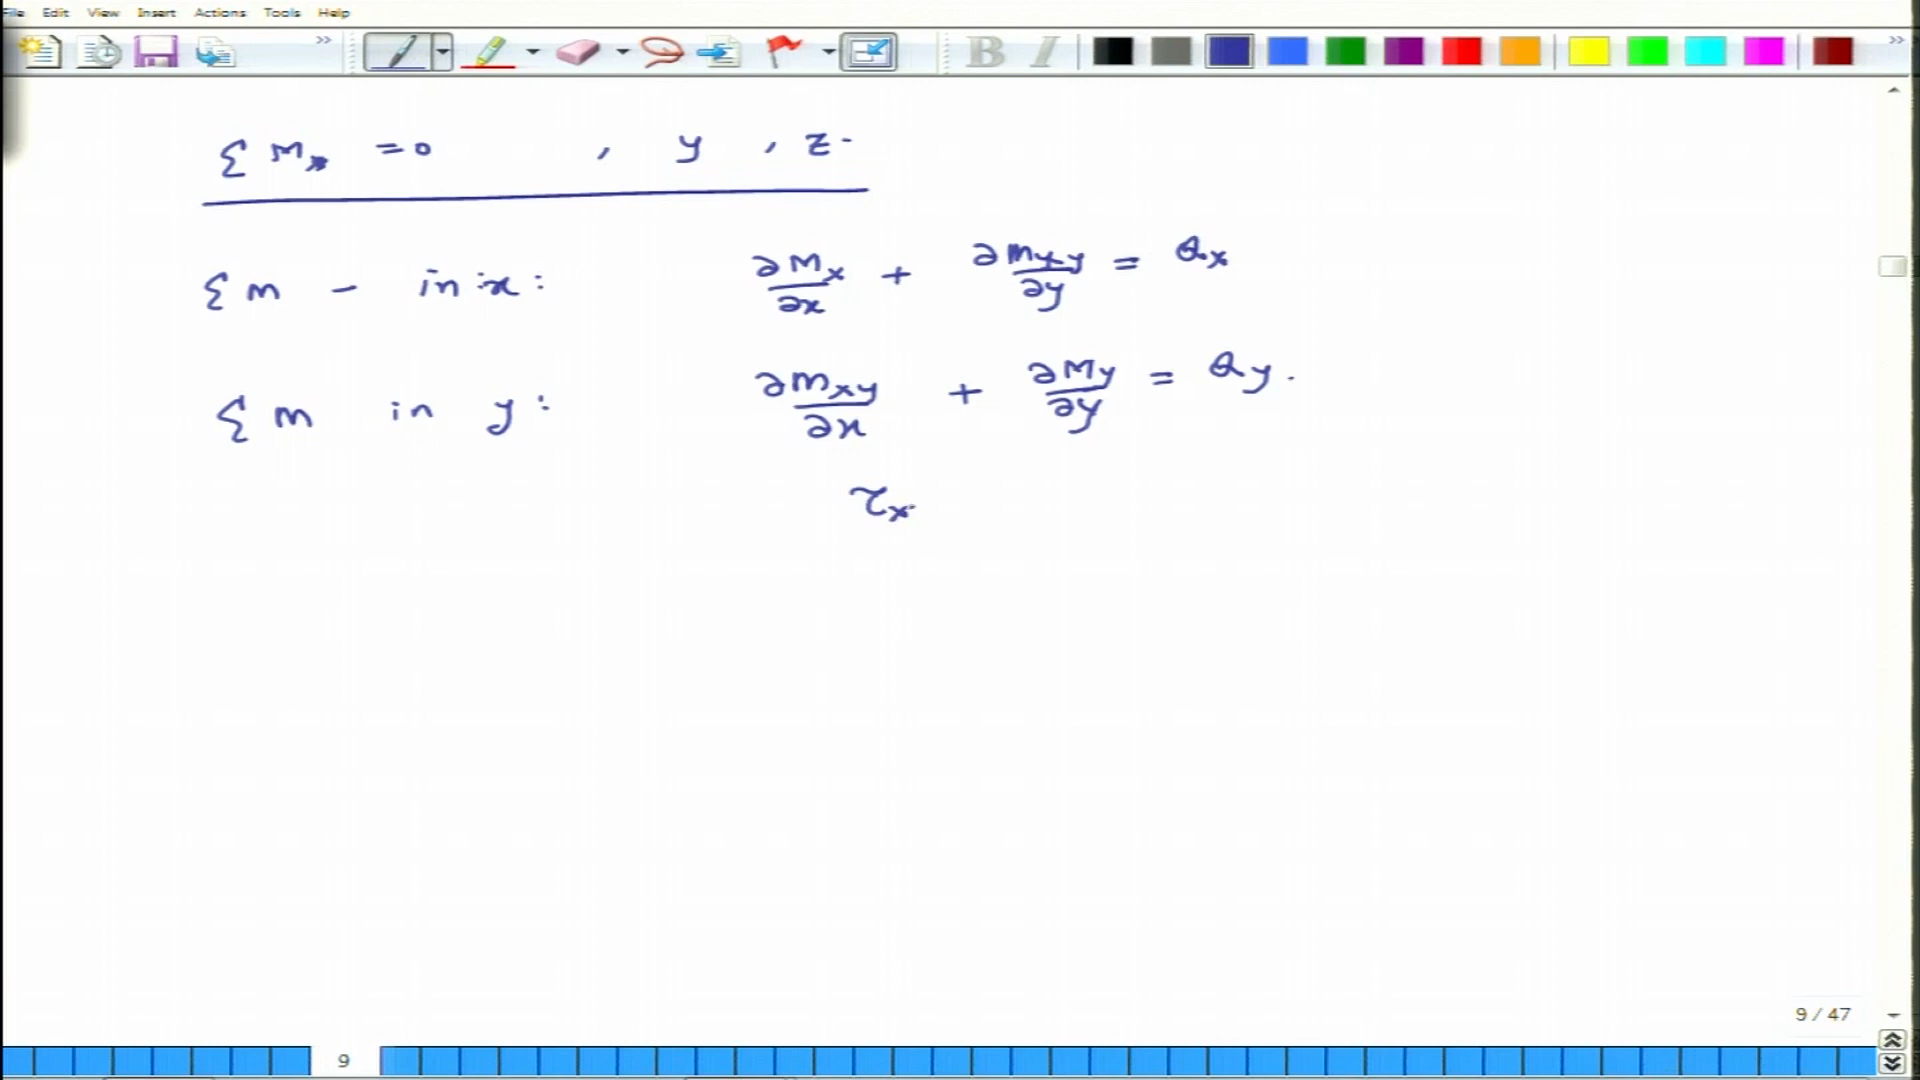 File Edit View Insert Actions Tools Help
B I
Σ Mx =0 , y , z.
Σ M - in x : ∂Mx/∂x + ∂Mxy/∂y = Qx
Σ M in y : ∂Mxy/∂x + ∂My/∂y = Qy.
τx
9 / 47
9